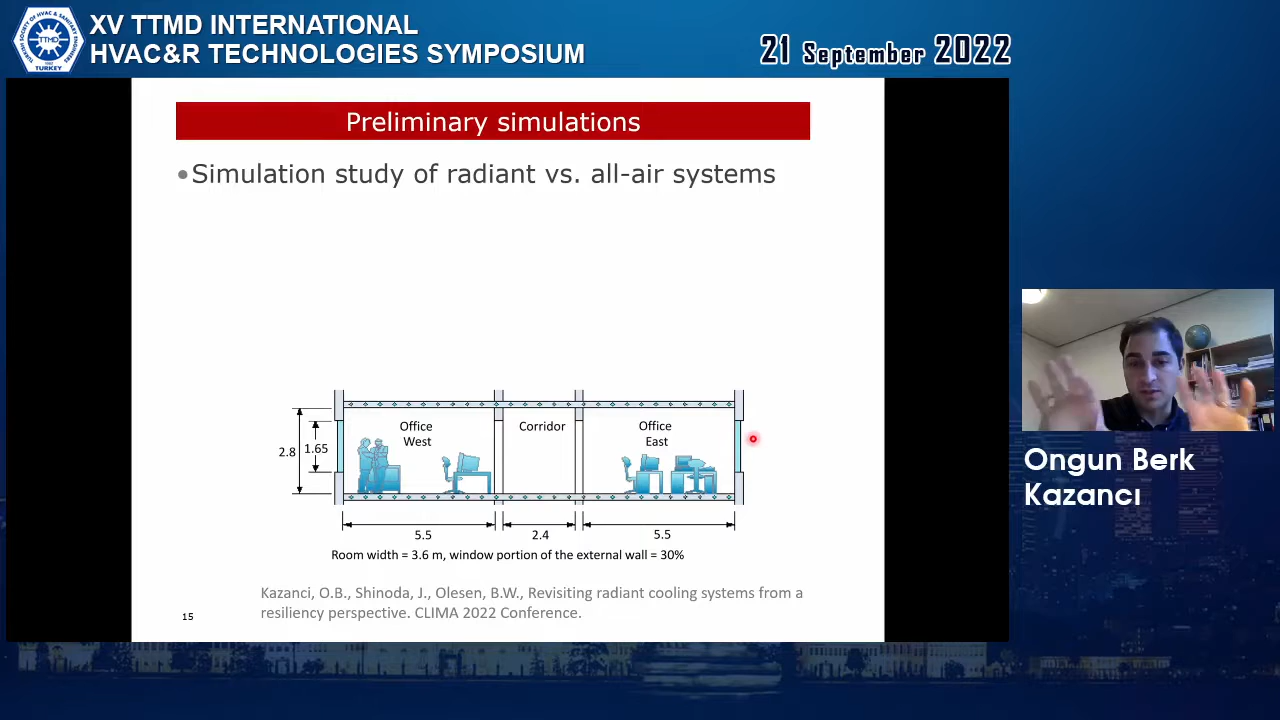 XV TTMD INTERNATIONAL
HVAC&R TECHNOLOGIES SYMPOSIUM
21 September 2022
TTMD
TURKEY
Preliminary simulations
•Simulation study of radiant vs. all-air systems
Office
West
Corridor
Office
East
2.8
1.65
5.5
2.4
5.5
Room width = 3.6 m, window portion of the external wall = 30%
Kazanci, O.B., Shinoda, J., Olesen, B.W., Revisiting radiant cooling systems from a
resiliency perspective. CLIMA 2022 Conference.
15
Ongun Berk
Kazancı